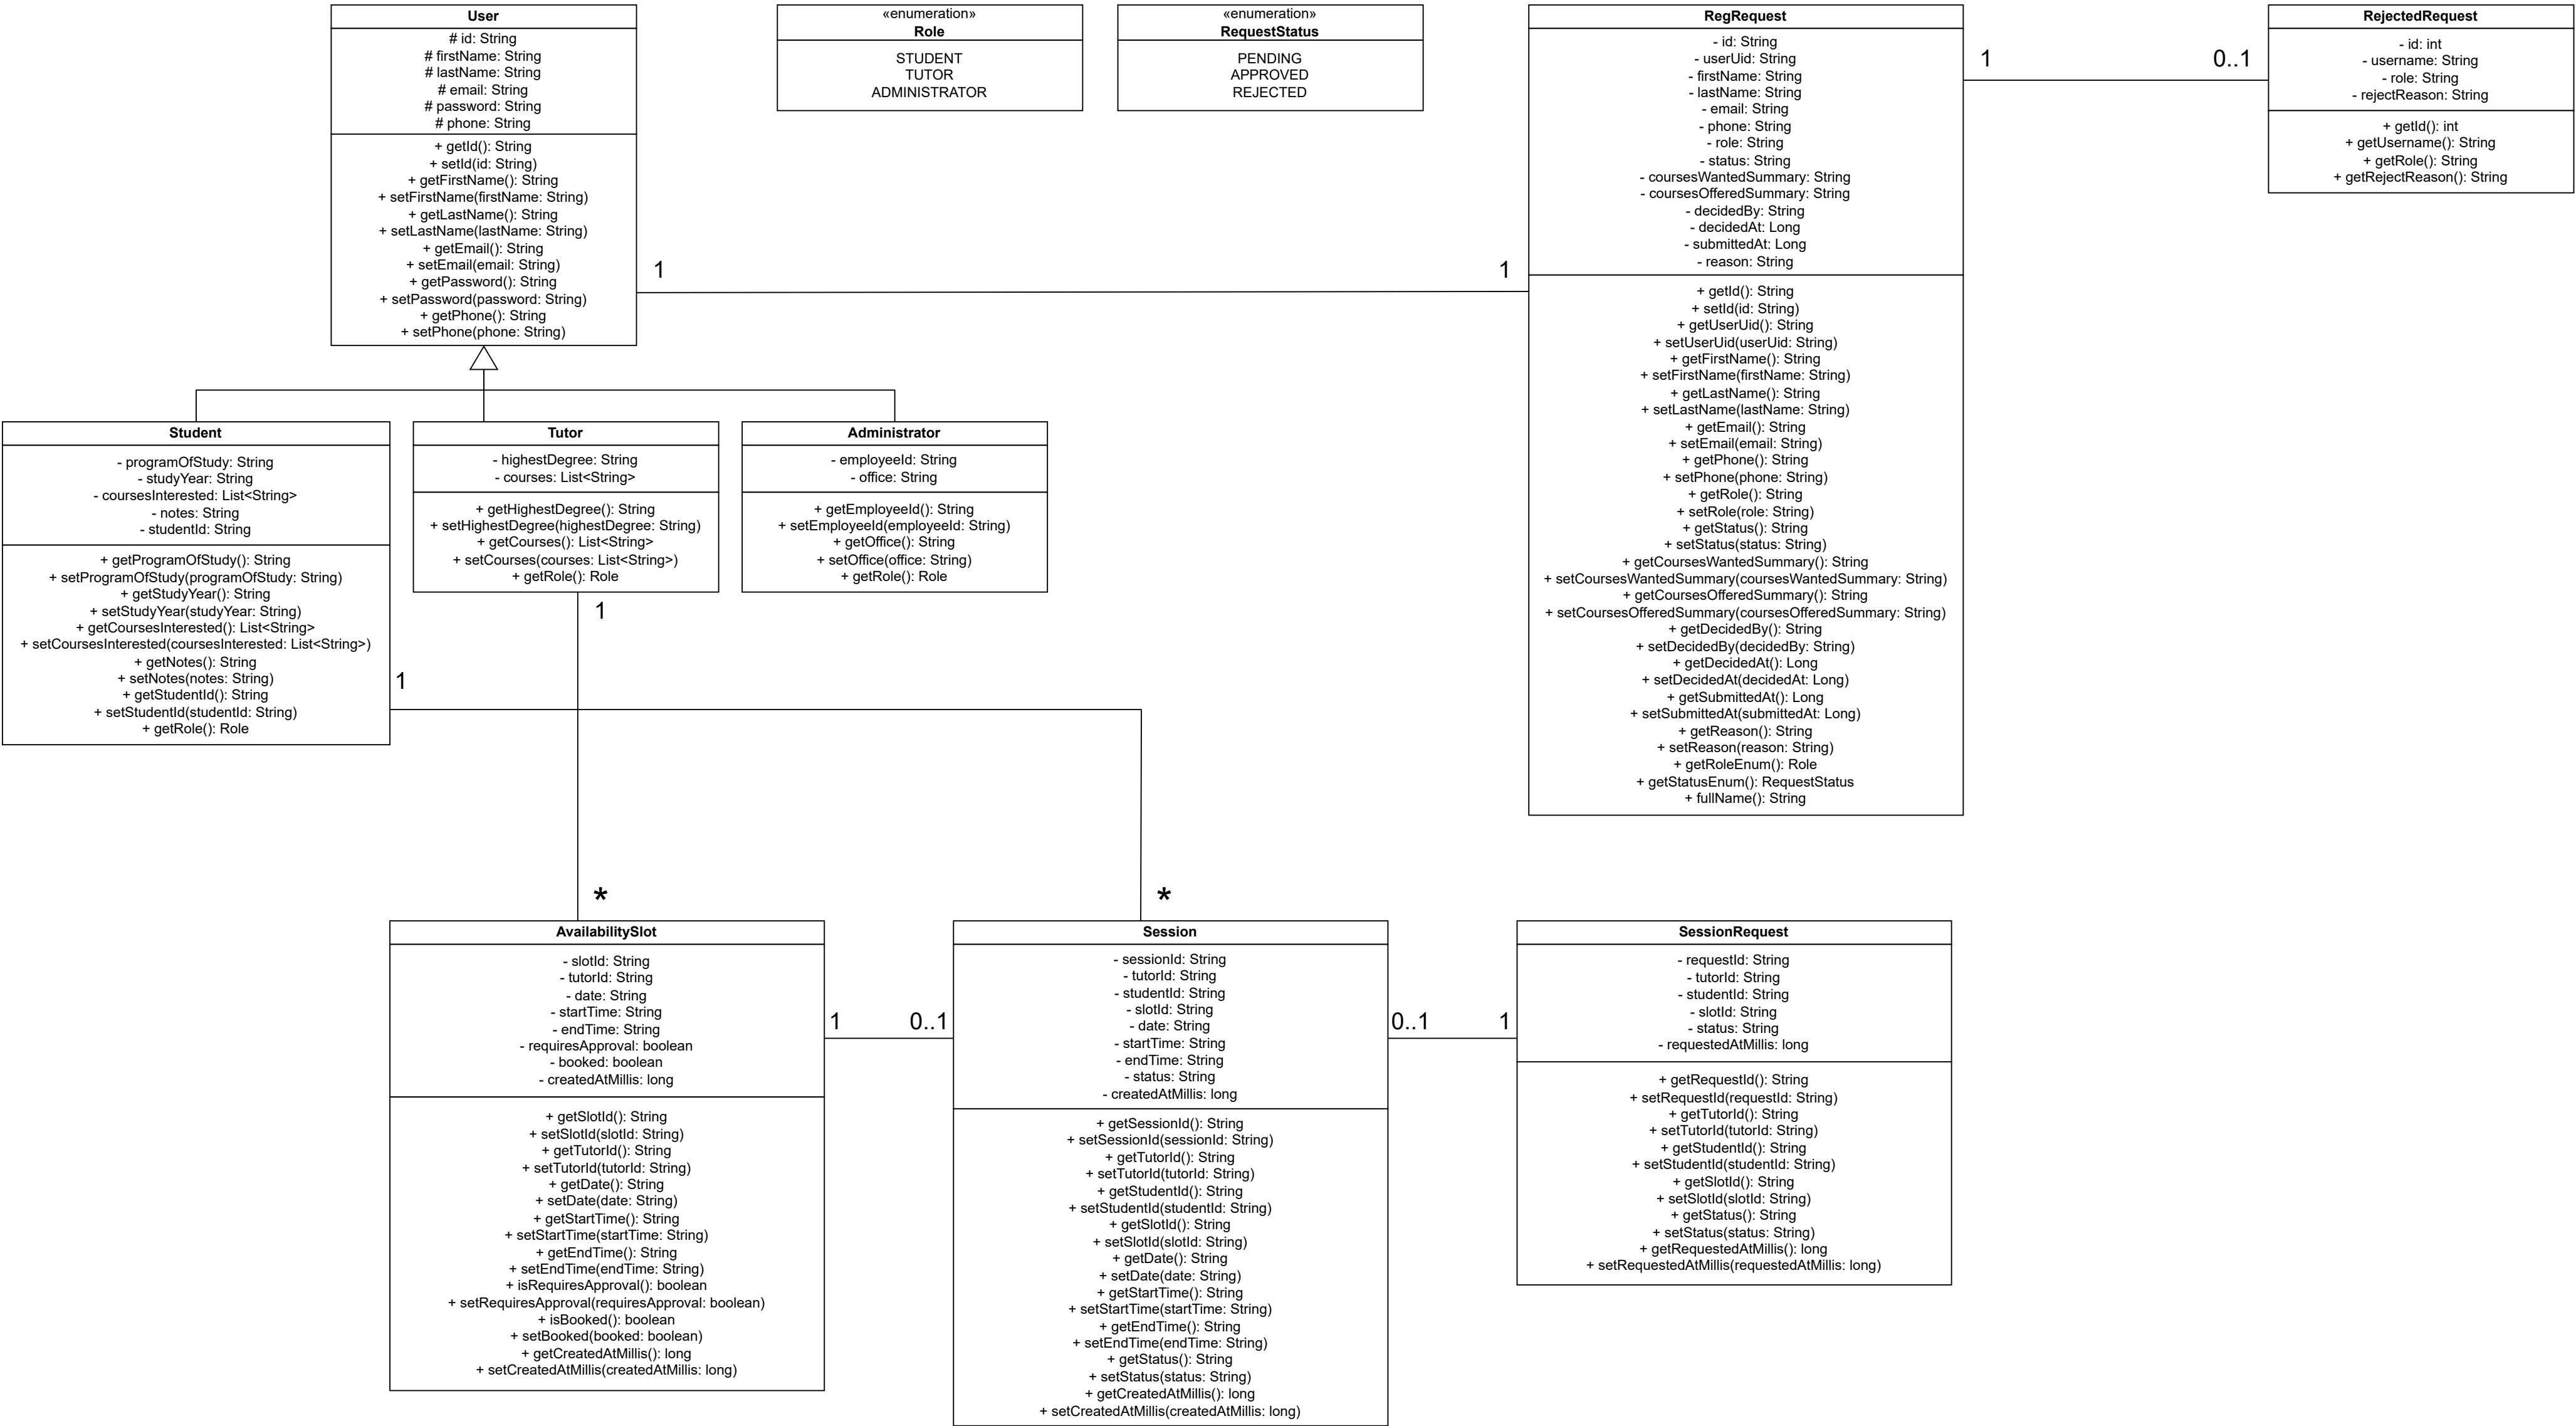 User
# id: String
# firstName: String
# lastName: String
# email: String
# password: String
# phone: String
+ getId(): String
+ setId(id: String)
+ getFirstName(): String
+ setFirstName(firstName: String)
+ getLastName(): String
+ setLastName(lastName: String)
+ getEmail(): String
+ setEmail(email: String)
+ getPassword(): String
+ setPassword(password: String)
+ getPhone(): String
+ setPhone(phone: String)
«enumeration»
Role
STUDENT
TUTOR
ADMINISTRATOR
«enumeration»
RequestStatus
PENDING
APPROVED
REJECTED
RegRequest
- id: String
- userUid: String
- firstName: String
- lastName: String
- email: String
- phone: String
- role: String
- status: String
- coursesWantedSummary: String
- coursesOfferedSummary: String
- decidedBy: String
- decidedAt: Long
- submittedAt: Long
- reason: String
+ getId(): String
+ setId(id: String)
+ getUserUid(): String
+ setUserUid(userUid: String)
+ getFirstName(): String
+ setFirstName(firstName: String)
+ getLastName(): String
+ setLastName(lastName: String)
+ getEmail(): String
+ setEmail(email: String)
+ getPhone(): String
+ setPhone(phone: String)
+ getRole(): String
+ setRole(role: String)
+ getStatus(): String
+ setStatus(status: String)
+ getCoursesWantedSummary(): String
+ setCoursesWantedSummary(coursesWantedSummary: String)
+ getCoursesOfferedSummary(): String
+ setCoursesOfferedSummary(coursesOfferedSummary: String)
+ getDecidedBy(): String
+ setDecidedBy(decidedBy: String)
+ getDecidedAt(): Long
+ setDecidedAt(decidedAt: Long)
+ getSubmittedAt(): Long
+ setSubmittedAt(submittedAt: Long)
+ getReason(): String
+ setReason(reason: String)
+ getRoleEnum(): Role
+ getStatusEnum(): RequestStatus
+ fullName(): String
1
0..1
RejectedRequest
- id: int
- username: String
- role: String
- rejectReason: String
+ getId(): int
+ getUsername(): String
+ getRole(): String
+ getRejectReason(): String
1
1
Student
- programOfStudy: String
- studyYear: String
- coursesInterested: List<String>
- notes: String
- studentId: String
+ getProgramOfStudy(): String
+ setProgramOfStudy(programOfStudy: String)
+ getStudyYear(): String
+ setStudyYear(studyYear: String)
+ getCoursesInterested(): List<String>
+ setCoursesInterested(coursesInterested: List<String>)
+ getNotes(): String
+ setNotes(notes: String)
+ getStudentId(): String
+ setStudentId(studentId: String)
+ getRole(): Role
Tutor
- highestDegree: String
- courses: List<String>
+ getHighestDegree(): String
+ setHighestDegree(highestDegree: String)
+ getCourses(): List<String>
+ setCourses(courses: List<String>)
+ getRole(): Role
Administrator
- employeeId: String
- office: String
+ getEmployeeId(): String
+ setEmployeeId(employeeId: String)
+ getOffice(): String
+ setOffice(office: String)
+ getRole(): Role
1
1
*
*
AvailabilitySlot
- slotId: String
- tutorId: String
- date: String
- startTime: String
- endTime: String
- requiresApproval: boolean
- booked: boolean
- createdAtMillis: long
+ getSlotId(): String
+ setSlotId(slotId: String)
+ getTutorId(): String
+ setTutorId(tutorId: String)
+ getDate(): String
+ setDate(date: String)
+ getStartTime(): String
+ setStartTime(startTime: String)
+ getEndTime(): String
+ setEndTime(endTime: String)
+ isRequiresApproval(): boolean
+ setRequiresApproval(requiresApproval: boolean)
+ isBooked(): boolean
+ setBooked(booked: boolean)
+ getCreatedAtMillis(): long
+ setCreatedAtMillis(createdAtMillis: long)
1
0..1
Session
- sessionId: String
- tutorId: String
- studentId: String
- slotId: String
- date: String
- startTime: String
- endTime: String
- status: String
- createdAtMillis: long
+ getSessionId(): String
+ setSessionId(sessionId: String)
+ getTutorId(): String
+ setTutorId(tutorId: String)
+ getStudentId(): String
+ setStudentId(studentId: String)
+ getSlotId(): String
+ setSlotId(slotId: String)
+ getDate(): String
+ setDate(date: String)
+ getStartTime(): String
+ setStartTime(startTime: String)
+ getEndTime(): String
+ setEndTime(endTime: String)
+ getStatus(): String
+ setStatus(status: String)
+ getCreatedAtMillis(): long
+ setCreatedAtMillis(createdAtMillis: long)
0..1
1
SessionRequest
- requestId: String
- tutorId: String
- studentId: String
- slotId: String
- status: String
- requestedAtMillis: long
+ getRequestId(): String
+ setRequestId(requestId: String)
+ getTutorId(): String
+ setTutorId(tutorId: String)
+ getStudentId(): String
+ setStudentId(studentId: String)
+ getSlotId(): String
+ setSlotId(slotId: String)
+ getStatus(): String
+ setStatus(status: String)
+ getRequestedAtMillis(): long
+ setRequestedAtMillis(requestedAtMillis: long)